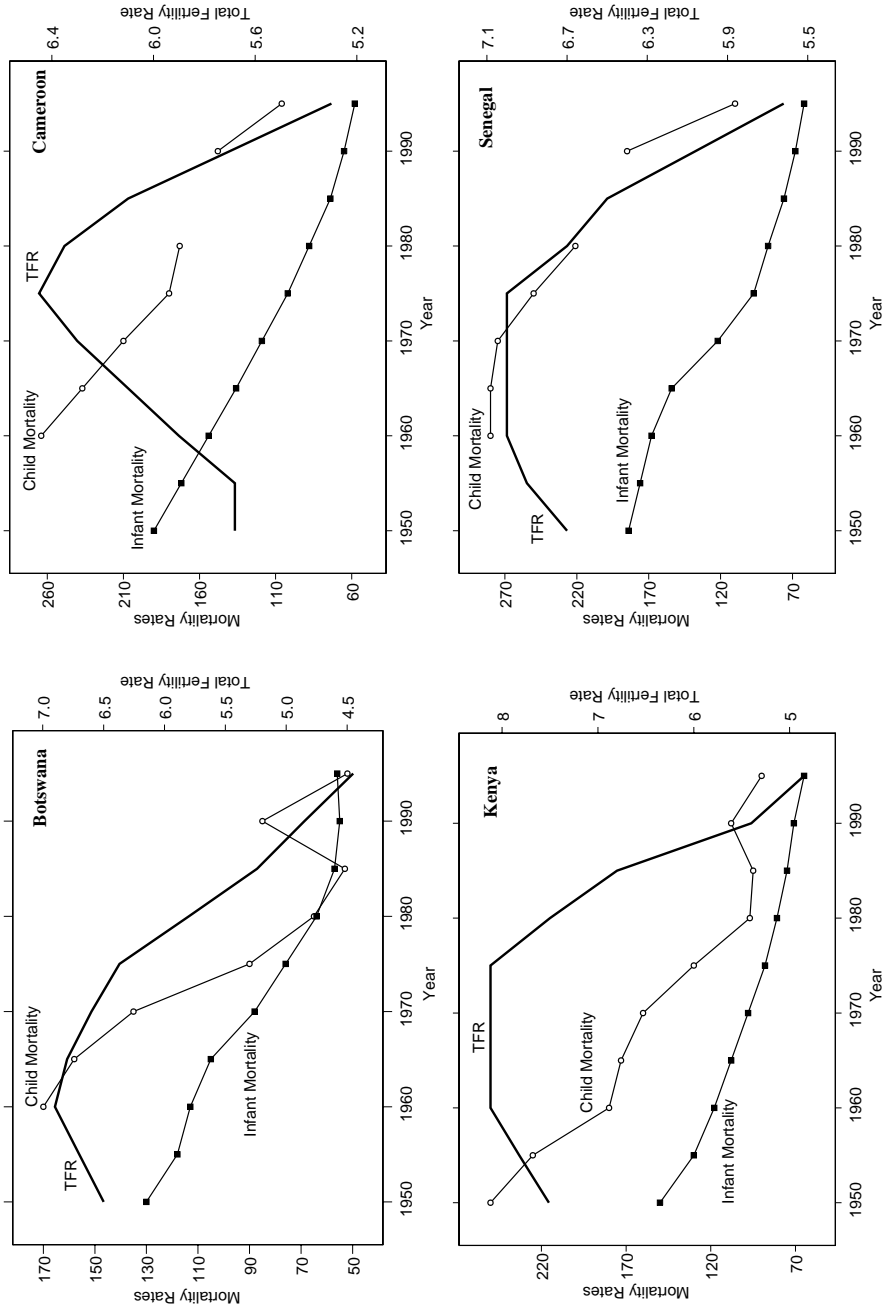 Botswana
Mortality Rates
170
150
130
110
90
70
50
Child Mortality
TFR
Infant Mortality
7.0
6.5
6.0
5.5
5.0
4.5
Total Fertility Rate
1950
1960
1970
1980
1990
Year
Cameroon
Mortality Rates
260
210
160
110
60
Child Mortality
TFR
Infant Mortality
6.4
6.0
5.6
5.2
Total Fertility Rate
1950
1960
1970
1980
1990
Year
Kenya
Mortality Rates
220
170
120
70
TFR
Child Mortality
Infant Mortality
8
7
6
5
Total Fertility Rate
1950
1960
1970
1980
1990
Year
Senegal
Mortality Rates
270
220
170
120
70
Child Mortality
TFR
Infant Mortality
7.1
6.7
6.3
5.9
5.5
Total Fertility Rate
1950
1960
1970
1980
1990
Year